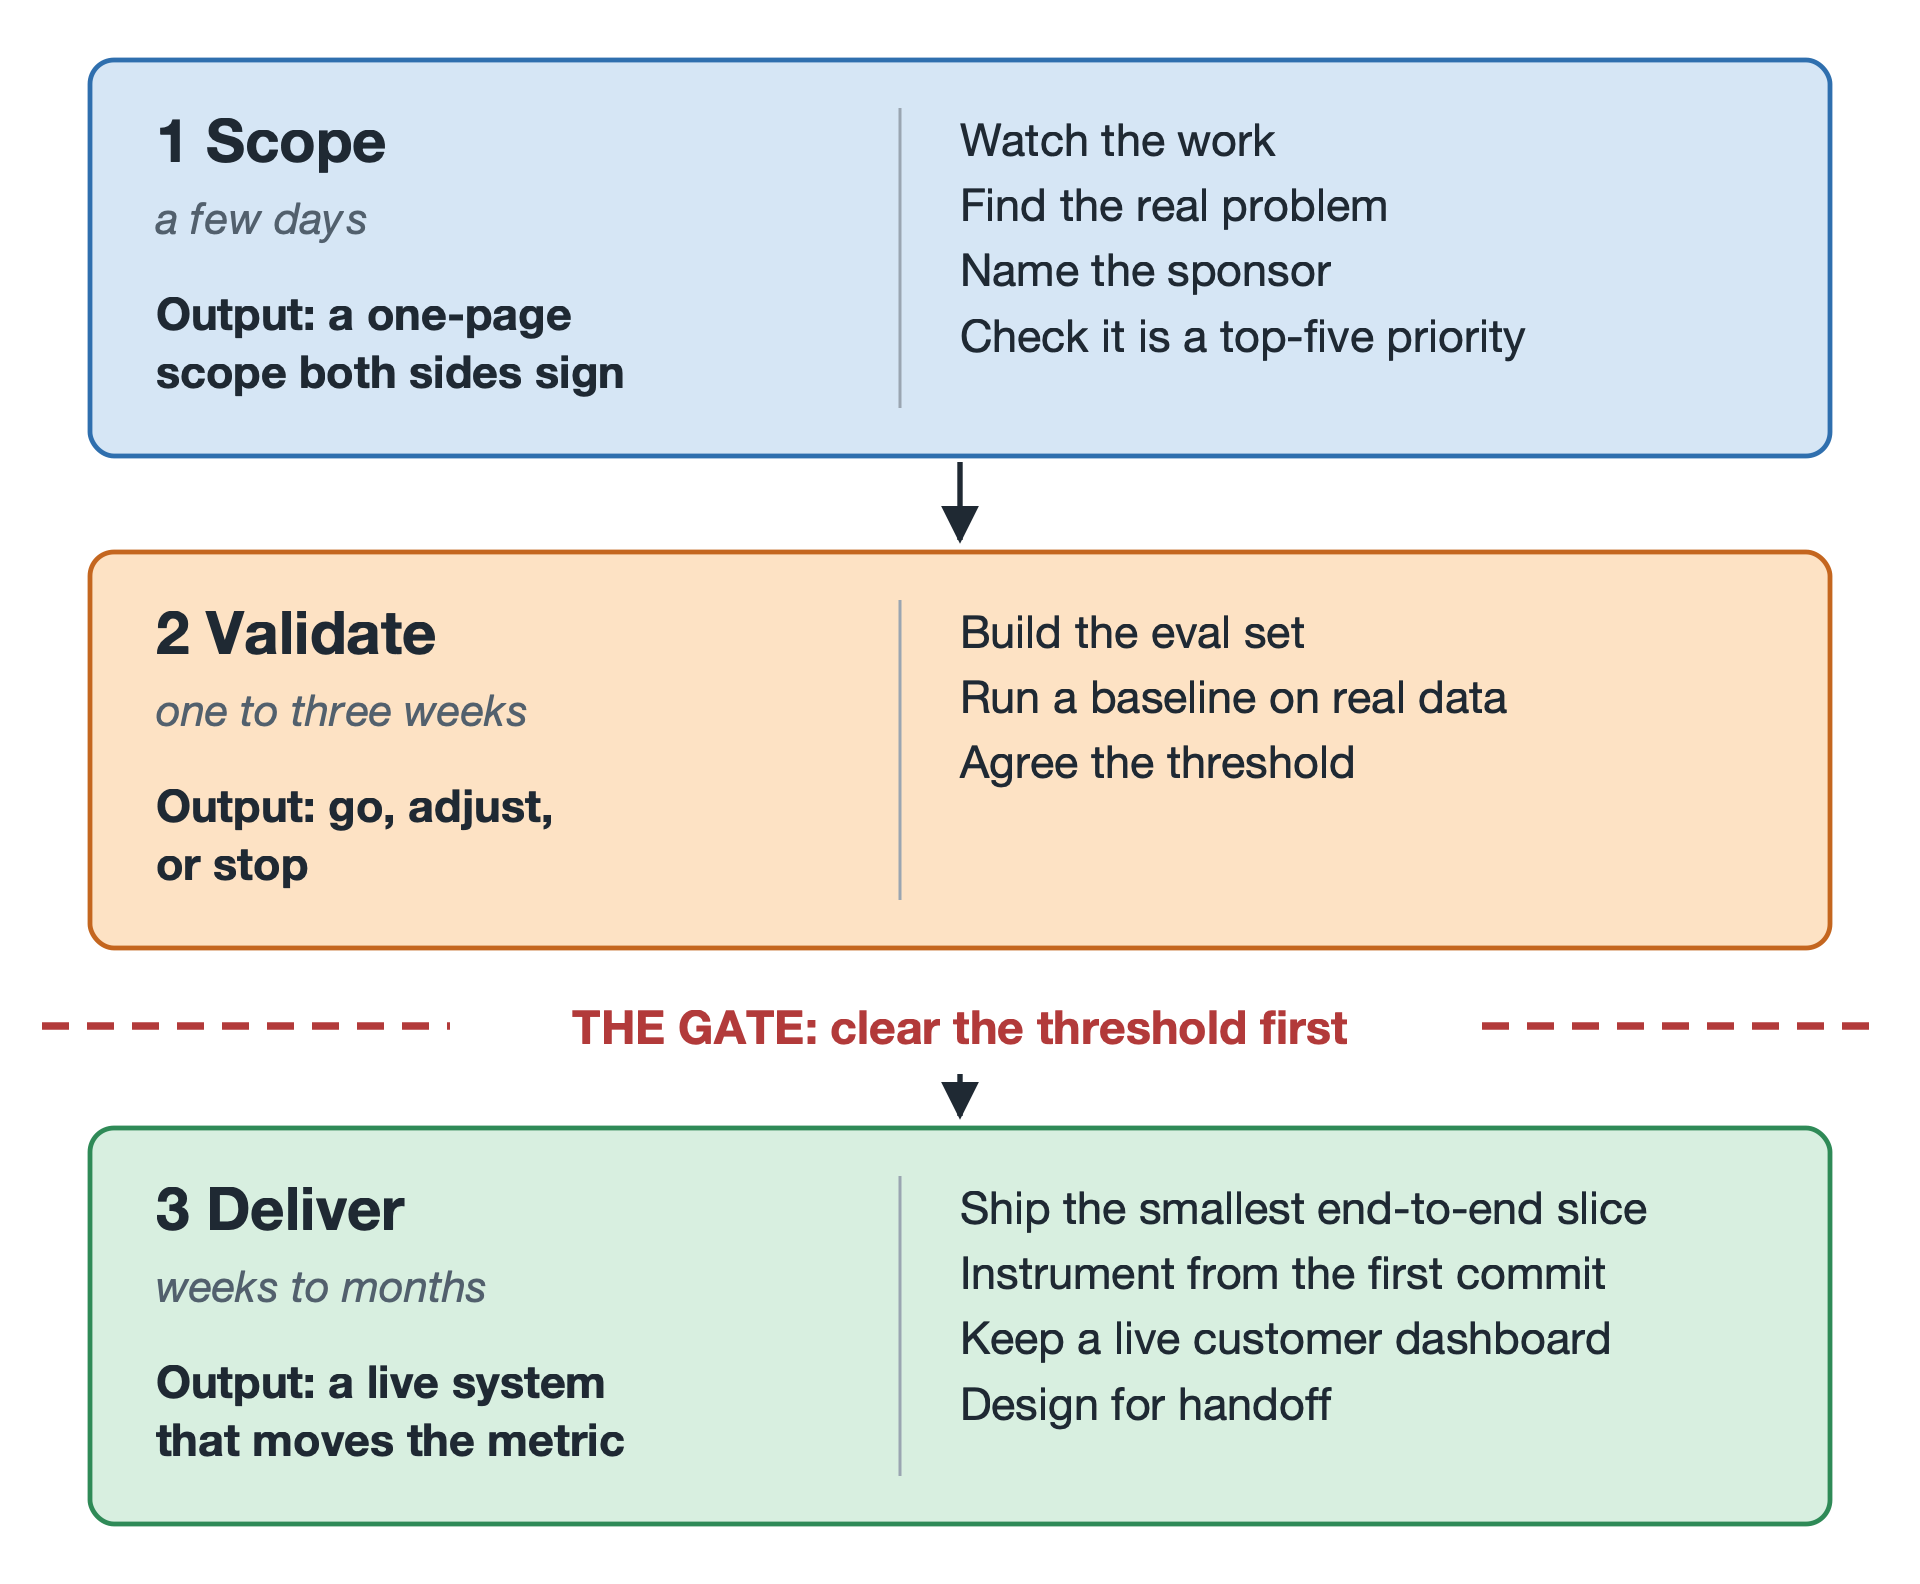 1 Scope
a few days
Output: a one-page
scope both sides sign
Watch the work
Find the real problem
Name the sponsor
Check it is a top-five priority
2 Validate
one to three weeks
Output: go, adjust,
or stop
Build the eval set
Run a baseline on real data
Agree the threshold
THE GATE: clear the threshold first
3 Deliver
weeks to months
Output: a live system
that moves the metric
Ship the smallest end-to-end slice
Instrument from the first commit
Keep a live customer dashboard
Design for handoff